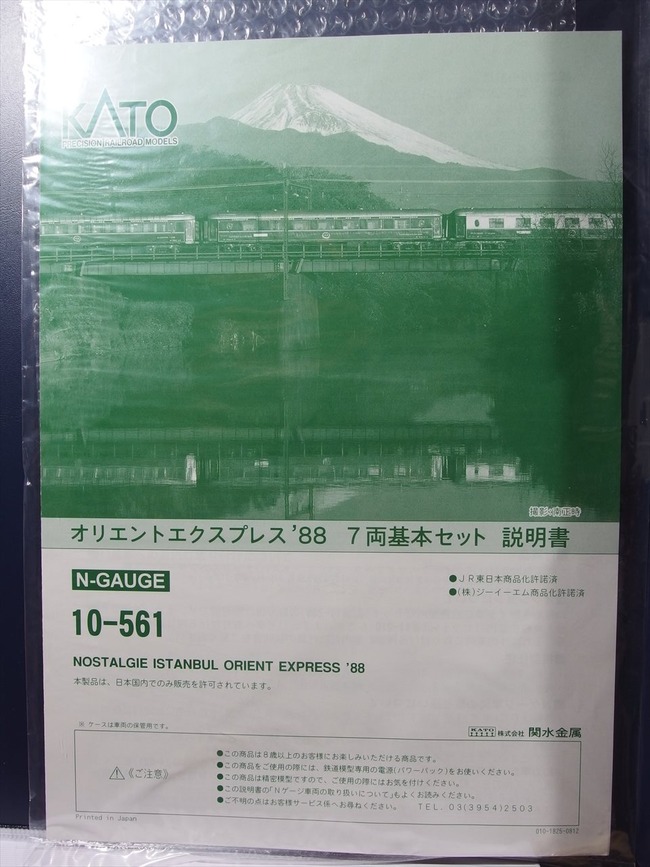 KATO
PRECISION RAILROAD MODELS
撮影:南正時
オリエントエクスプレス'88 7両基本セット 説明書
N-GAUGE
●JR東日本商品化許諾済
●(株)ジーイーエム商品化許諾済
10-561
NOSTALGIE ISTANBUL ORIENT EXPRESS '88
本製品は、日本国内でのみ販売を許可されています。
※ ケースは車両の保管用です。
KATO 株式会社 関水金属
⚠《ご注意》
●この商品は8歳以上のお客様にお楽しみいただける商品です。
●この商品をご使用の際には、鉄道模型専用の電源(パワーパック)をお使いください。
●この商品は精密模型ですので、ご使用の際にはお気を付けください。
●この説明書の「Nゲージ車両の取り扱いについて」もよくお読みください。
●ご不明の点はお客様サービス係へお尋ねください。 TEL. 03(3954)2503
Printed in Japan
010-1825-0812